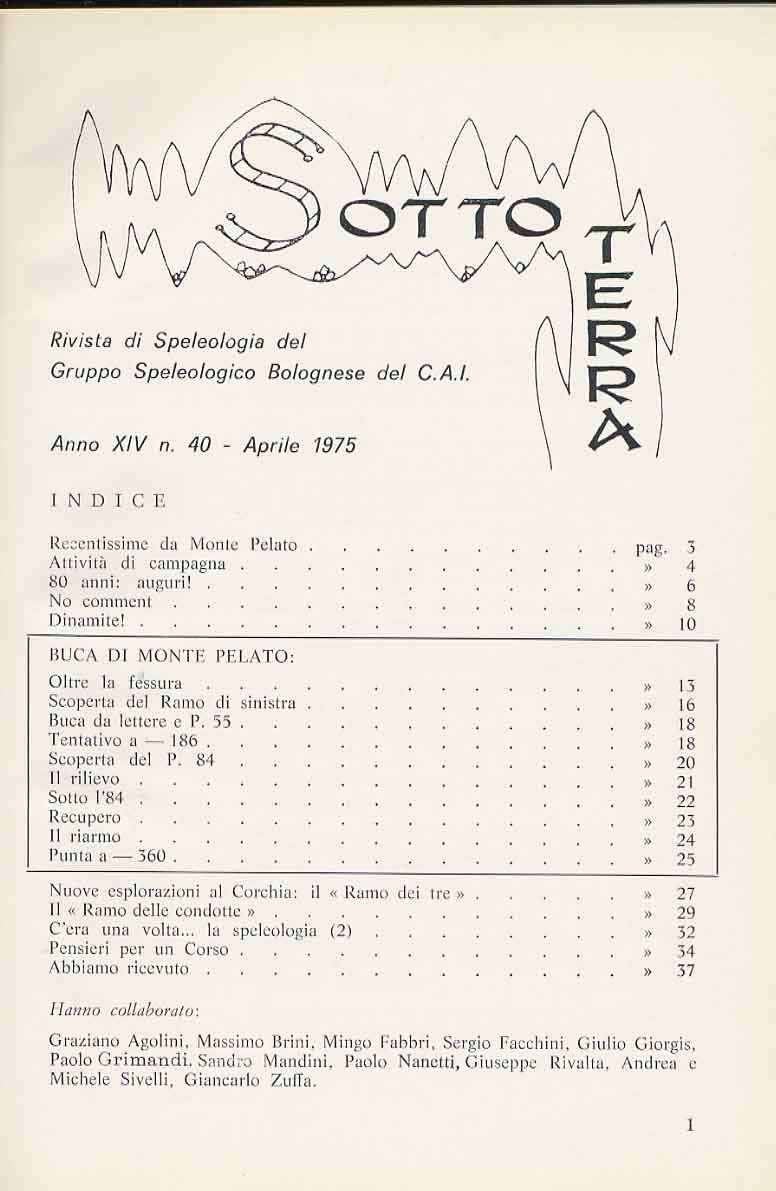 SOTTO
TERRA
Rivista di Speleologia del
Gruppo Speleologico Bolognese del C.A.I.
Anno XIV n. 40 - Aprile 1975
INDICE
Recentissime da Monte Pelato . . . . . . . . . . pag. 3
Attività di campagna . . . . . . . . . . . . » 4
80 anni: auguri! . . . . . . . . . . . . . » 6
No comment . . . . . . . . . . . . . . » 8
Dinamite! . . . . . . . . . . . . . . . » 10
BUCA DI MONTE PELATO:
Oltre la fessura . . . . . . . . . . . . . » 13
Scoperta del Ramo di sinistra . . . . . . . . . . » 16
Buca da lettere e P. 55 . . . . . . . . . . . . » 18
Tentativo a — 186 . . . . . . . . . . . . . » 18
Scoperta del P. 84 . . . . . . . . . . . . » 20
Il rilievo . . . . . . . . . . . . . . . » 21
Sotto l'84 . . . . . . . . . . . . . . . » 22
Recupero . . . . . . . . . . . . . . . » 23
Il riarmo . . . . . . . . . . . . . . . » 24
Punta a — 360 . . . . . . . . . . . . . . » 25
Nuove esplorazioni al Corchia: il « Ramo dei tre » . . . . . » 27
Il « Ramo delle condotte » . . . . . . . . . . . » 29
C'era una volta... la speleologia (2) . . . . . . . . » 32
Pensieri per un Corso . . . . . . . . . . . . » 34
Abbiamo ricevuto . . . . . . . . . . . . . » 37
Hanno collaborato:
Graziano Agolini, Massimo Brini, Mingo Fabbri, Sergio Facchini, Giulio Giorgis,
Paolo Grimandi, Sandro Mandini, Paolo Nanetti, Giuseppe Rivalta, Andrea e
Michele Sivelli, Giancarlo Zuffa.
1